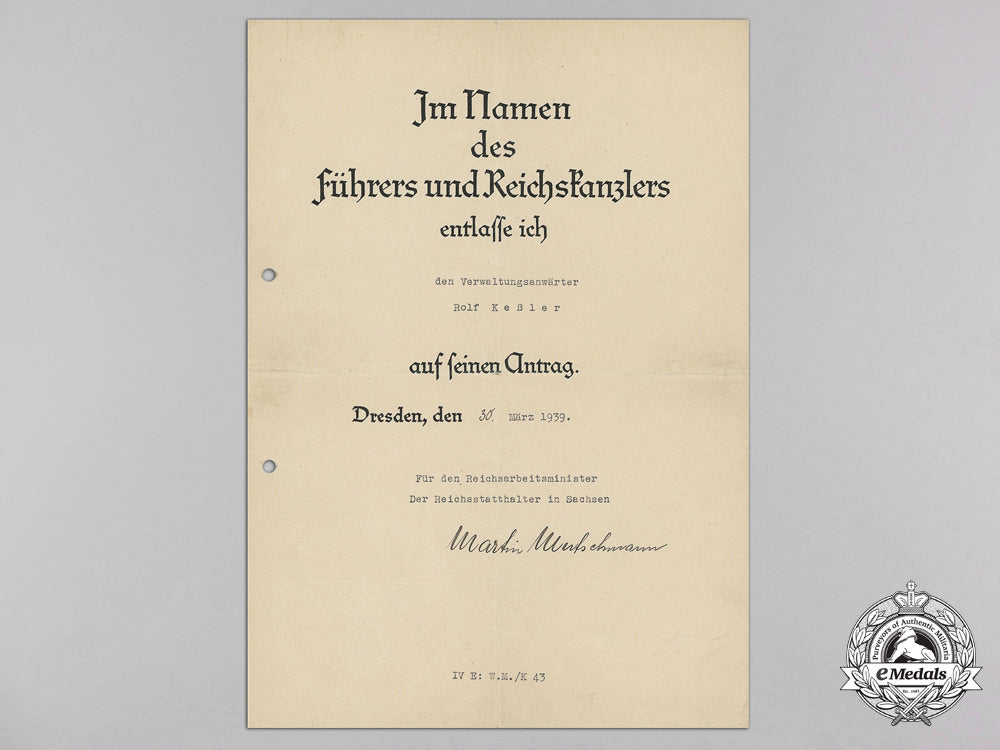 Im Namen
des
Führers und Reichskanzlers
entlasse ich
den Verwaltungsanwärter
Rolf Keßler
auf seinen Antrag.
Dresden, den 30. März 1939.
Für den Reichsarbeitsminister
Der Reichsstatthalter in Sachsen
Martin Mutschmann
IV E: W.M./K 43
Purveyors of Authentic Militaria
eMedals